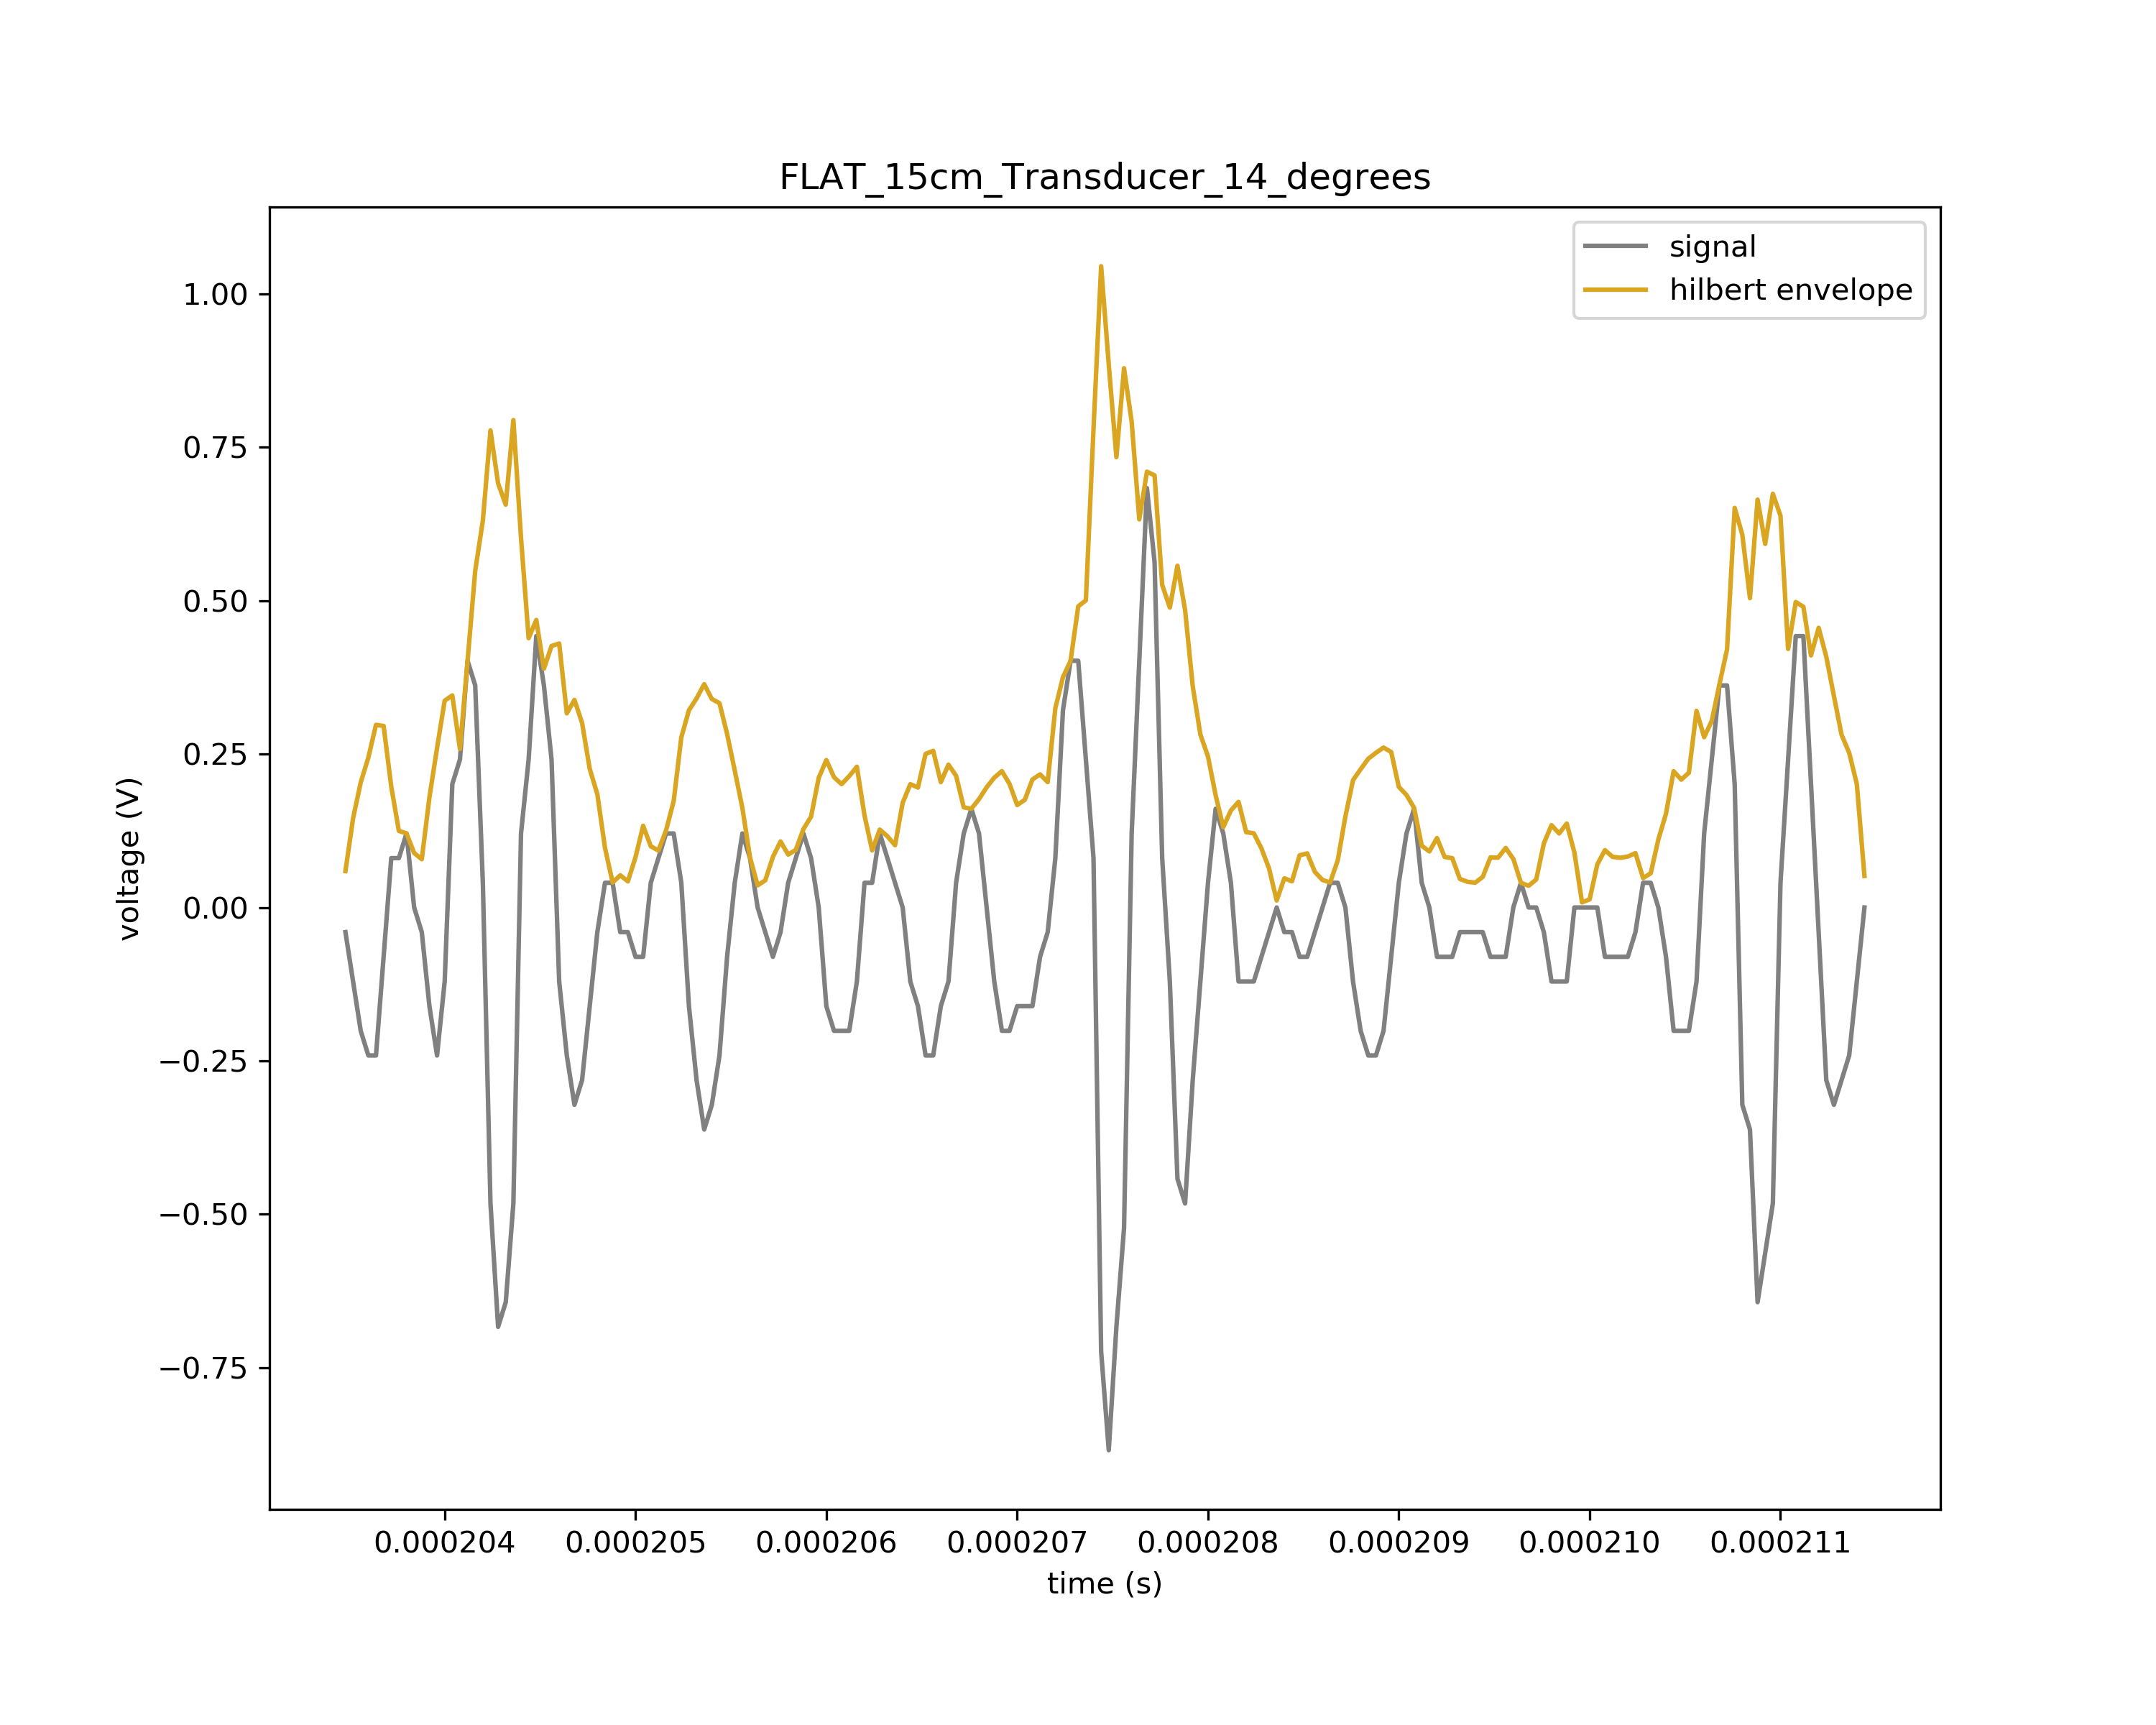 FLAT_15cm_Transducer_14_degrees
signal
hilbert envelope
1.00
0.75
0.50
0.25
0.00
−0.25
−0.50
−0.75
voltage (V)
0.000204 0.000205 0.000206 0.000207 0.000208 0.000209 0.000210 0.000211
time (s)